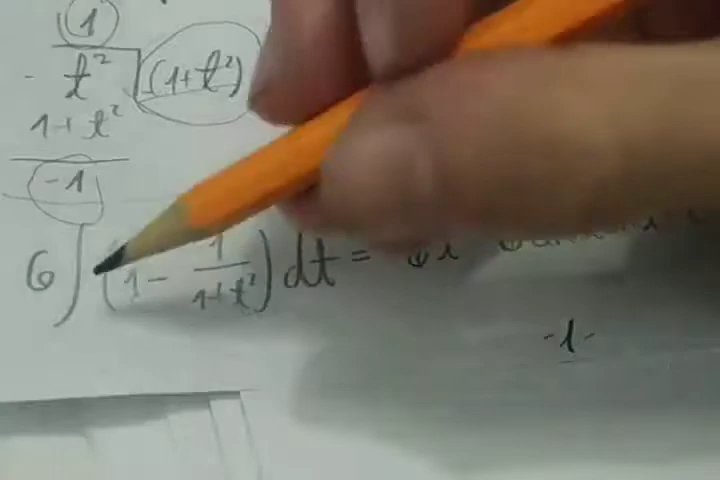 1
- t² (1+t²)
1+t²
-1
6∫(1 - 1/(1+t²))dt =
-1-